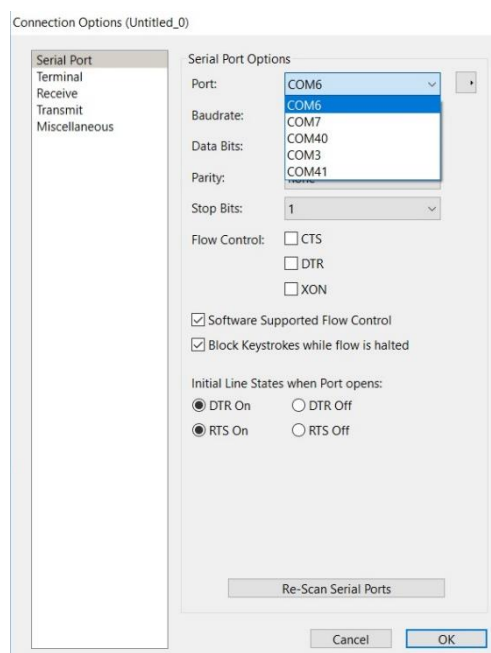 Connection Options (Untitled_0)
Serial Port
Terminal
Receive
Transmit
Miscellaneous
Serial Port Options
Port: COM6
COM6
COM7
COM40
COM3
COM41
Baudrate:
Data Bits:
Parity:
Stop Bits: 1
Flow Control: CTS
DTR
XON
Software Supported Flow Control
Block Keystrokes while flow is halted
Initial Line States when Port opens:
DTR On DTR Off
RTS On RTS Off
Re-Scan Serial Ports
Cancel OK